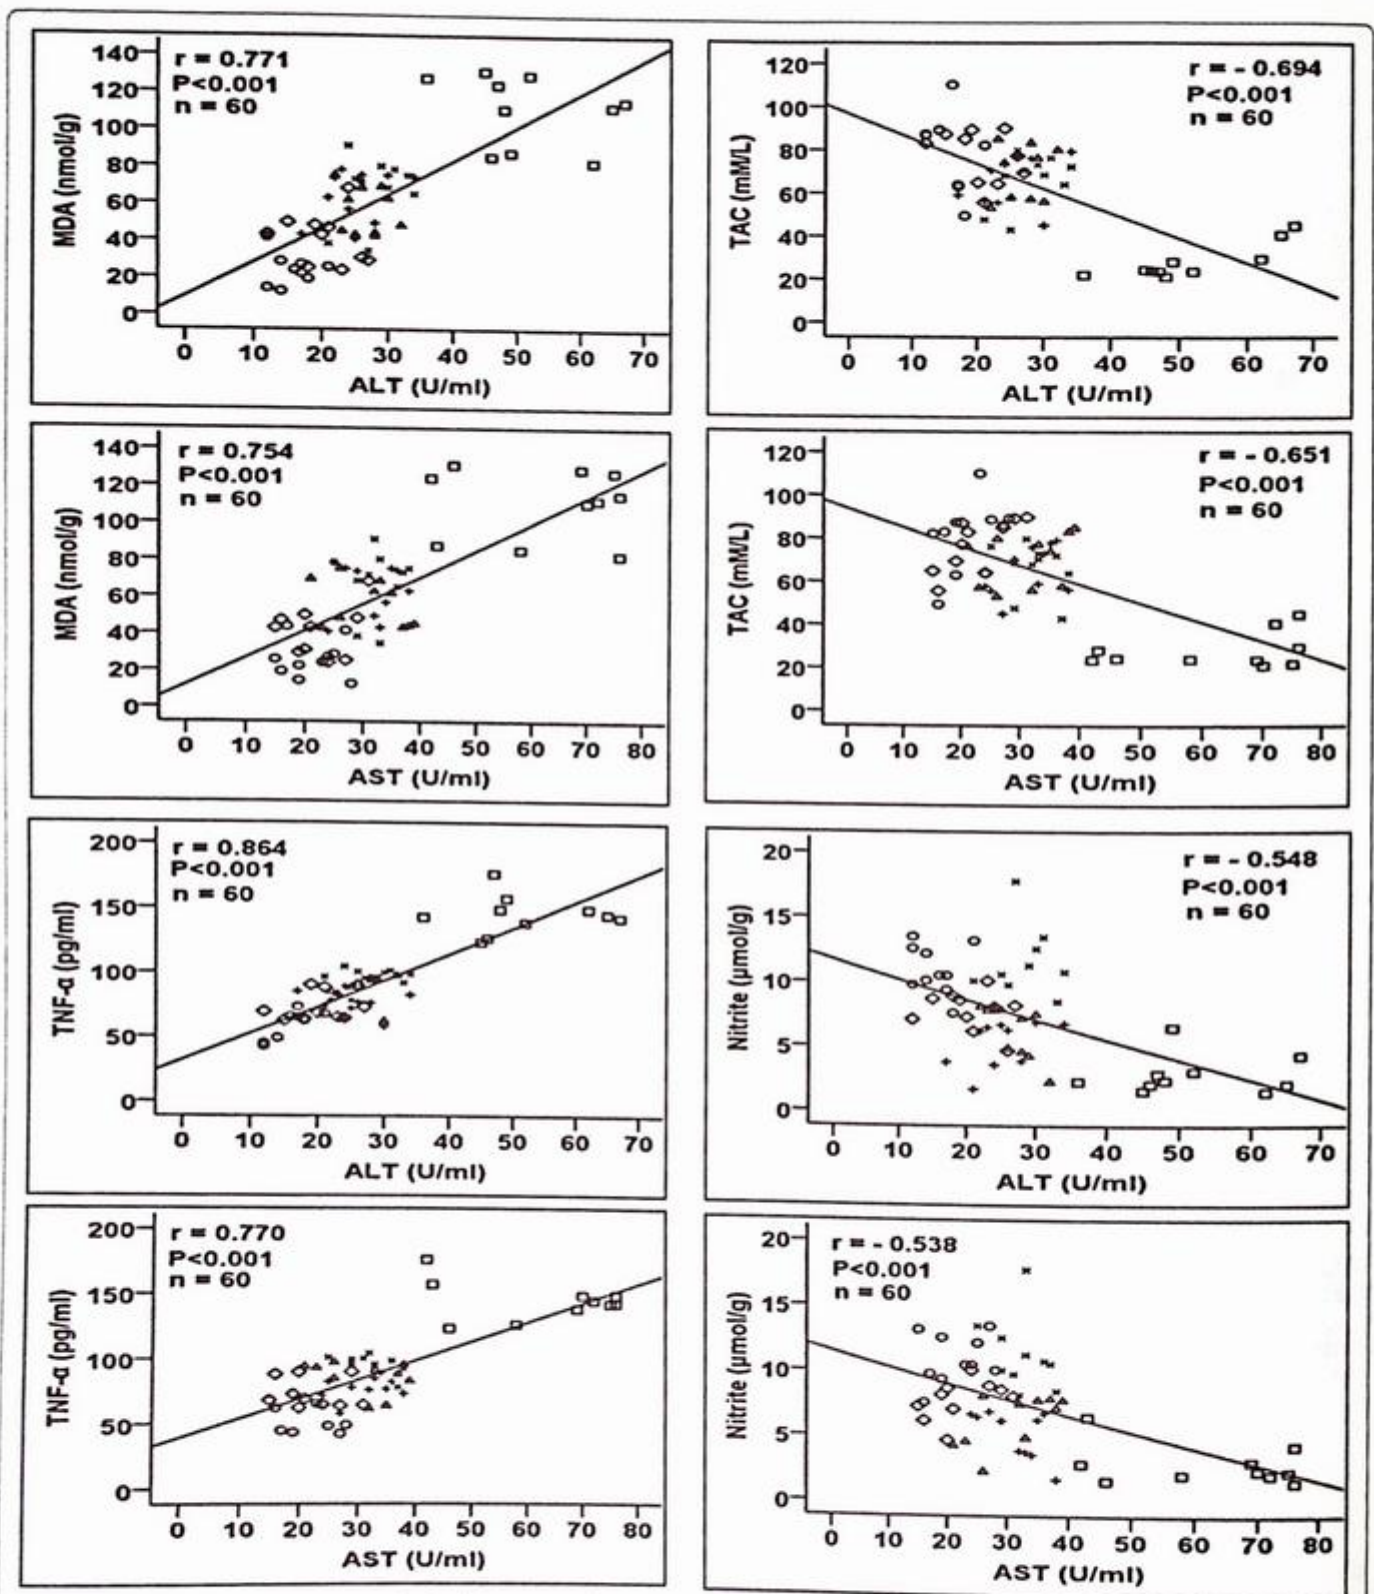 r = 0.771
P<0.001
n = 60
MDA (nmol/g)
140
120
100
80
60
40
20
0
0 10 20 30 40 50 60 70
ALT (U/ml)
r = - 0.694
P<0.001
n = 60
TAC (mM/L)
120
100
80
60
40
20
0
0 10 20 30 40 50 60 70
ALT (U/ml)
r = 0.754
P<0.001
n = 60
MDA (nmol/g)
140
120
100
80
60
40
20
0
0 10 20 30 40 50 60 70 80
AST (U/ml)
r = - 0.651
P<0.001
n = 60
TAC (mM/L)
120
100
80
60
40
20
0
0 10 20 30 40 50 60 70 80
AST (U/ml)
r = 0.864
P<0.001
n = 60
TNF-α (pg/ml)
200
150
100
50
0
0 10 20 30 40 50 60 70
ALT (U/ml)
r = - 0.548
P<0.001
n = 60
Nitrite (µmol/g)
20
15
10
5
0
0 10 20 30 40 50 60 70
ALT (U/ml)
r = 0.770
P<0.001
n = 60
TNF-α (pg/ml)
200
150
100
50
0
0 10 20 30 40 50 60 70 80
AST (U/ml)
r = - 0.538
P<0.001
n = 60
Nitrite (µmol/g)
20
15
10
5
0
0 10 20 30 40 50 60 70 80
AST (U/ml)